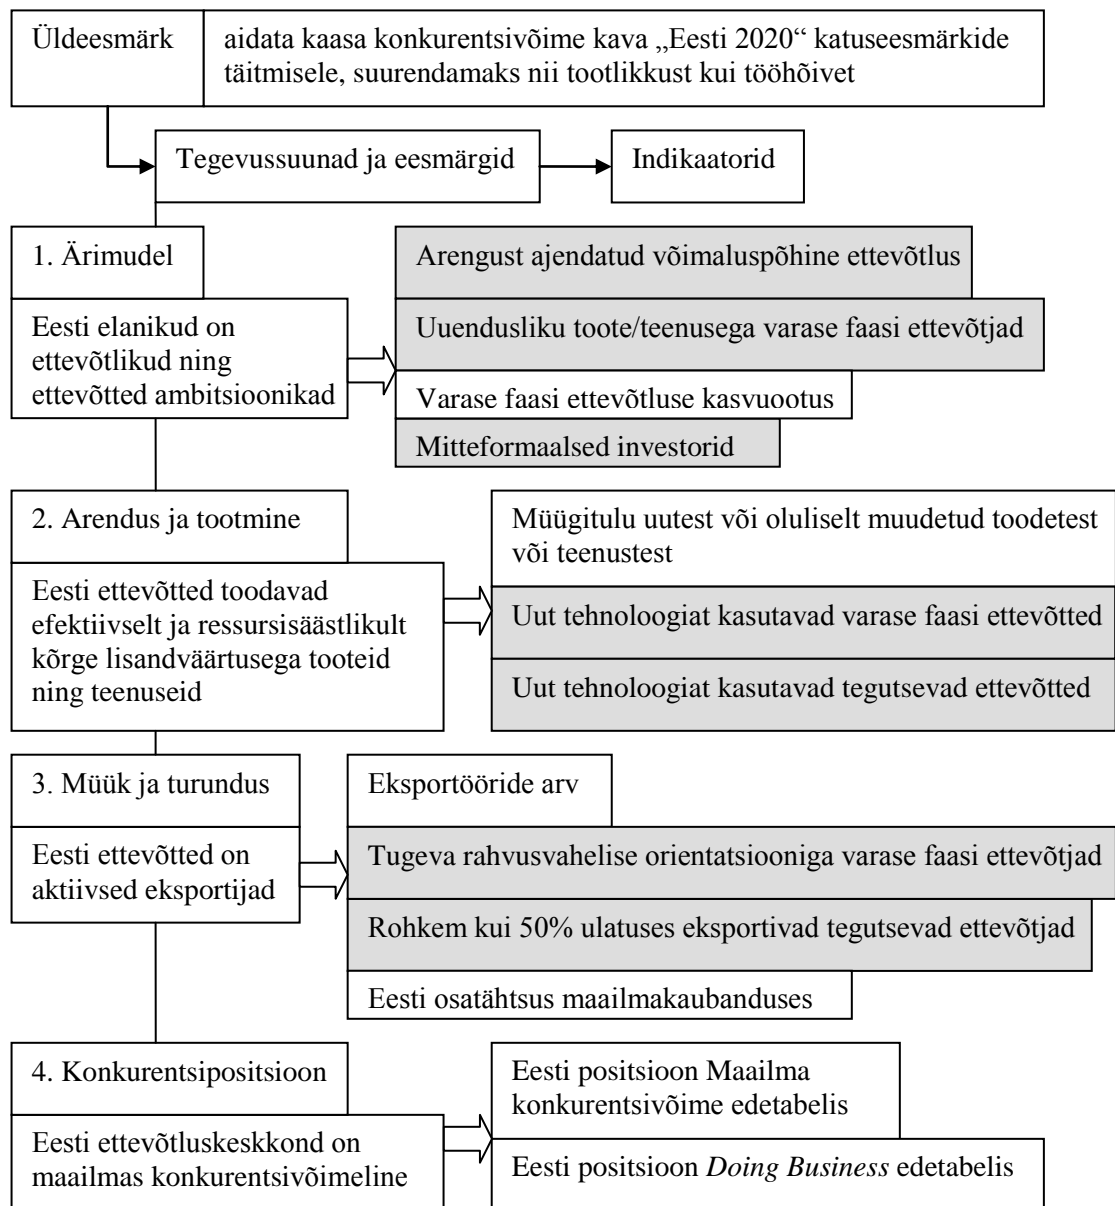 Üldeesmärk
aidata kaasa konkurentsivõime kava „Eesti 2020“ katuseesmärkide
täitmisele, suurendamaks nii tootlikkust kui tööhõivet
Tegevussuunad ja eesmärgid
Indikaatorid
1. Ärimudel
Eesti elanikud on
ettevõtlikud ning
ettevõtted ambitsioonikad
Arengust ajendatud võimaluspõhine ettevõtlus
Uuendusliku toote/teenusega varase faasi ettevõtjad
Varase faasi ettevõtluse kasvuootus
Mitteformaalsed investorid
2. Arendus ja tootmine
Eesti ettevõtted toodavad
efektiivselt ja ressursisäästlikult
kõrge lisandväärtusega tooteid
ning teenuseid
Müügitulu uutest või oluliselt muudetud toodetest
või teenustest
Uut tehnoloogiat kasutavad varase faasi ettevõtted
Uut tehnoloogiat kasutavad tegutsevad ettevõtted
3. Müük ja turundus
Eesti ettevõtted on
aktiivsed eksportijad
Eksportööride arv
Tugeva rahvusvahelise orientatsiooniga varase faasi ettevõtjad
Rohkem kui 50% ulatuses eksportivad tegutsevad ettevõtjad
Eesti osatähtsus maailmakaubanduses
4. Konkurentsipositsioon
Eesti ettevõtluskeskkond on
maailmas konkurentsivõimeline
Eesti positsioon Maailma
konkurentsivõime edetabelis
Eesti positsioon Doing Business edetabelis